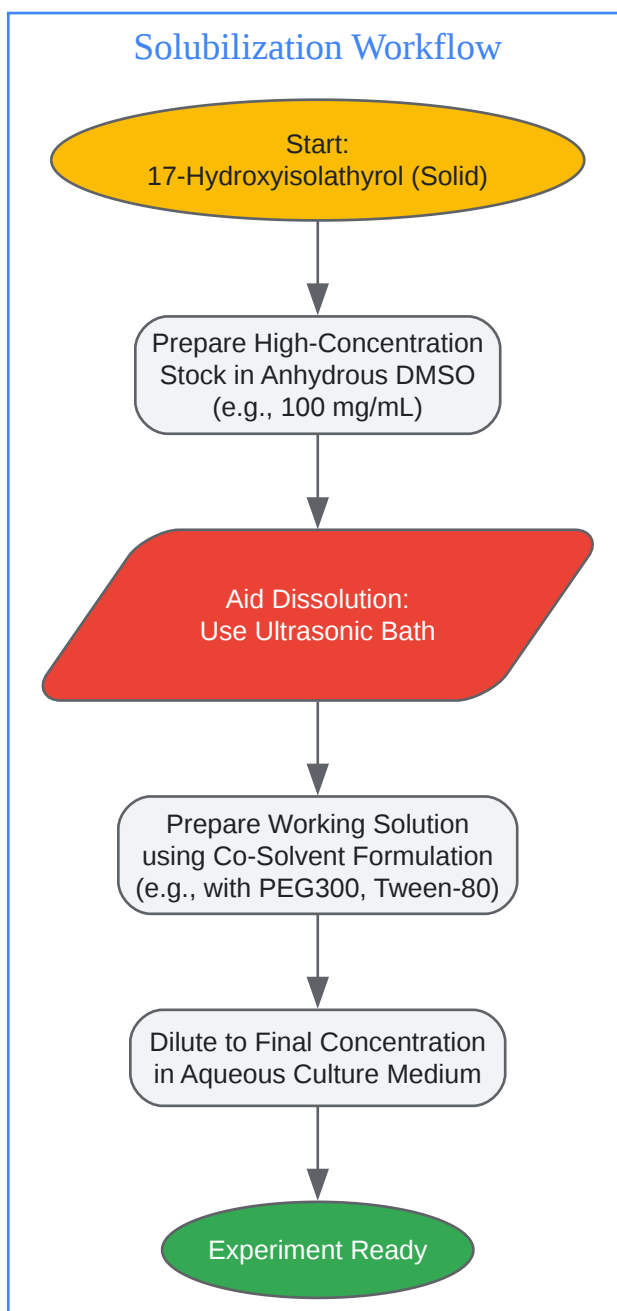 Solubilization Workflow
Start:
17-Hydroxyisolathyrol (Solid)
Prepare High-Concentration
Stock in Anhydrous DMSO
(e.g., 100 mg/mL)
Aid Dissolution:
Use Ultrasonic Bath
Prepare Working Solution
using Co-Solvent Formulation
(e.g., with PEG300, Tween-80)
Dilute to Final Concentration
in Aqueous Culture Medium
Experiment Ready